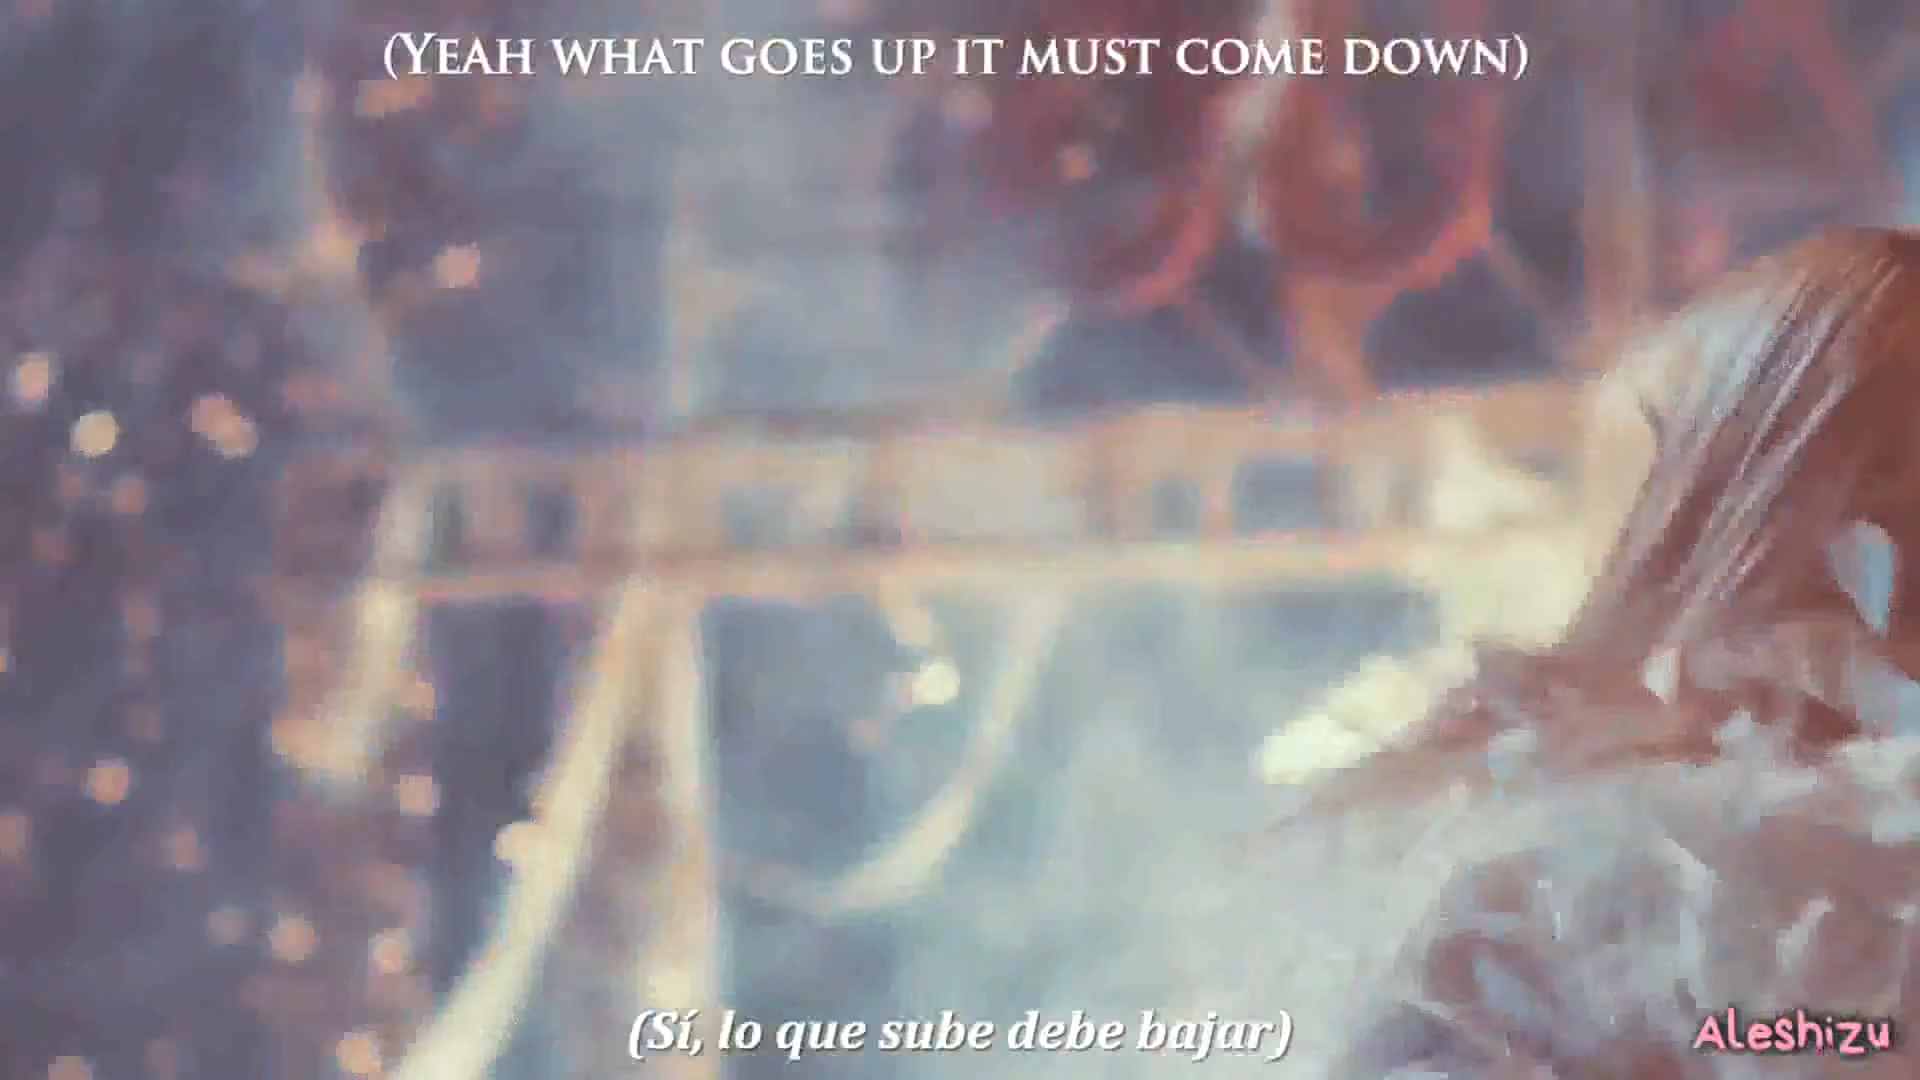 (Yeah what goes up it must come down)
(Sí, lo que sube debe bajar)
Aleshizu